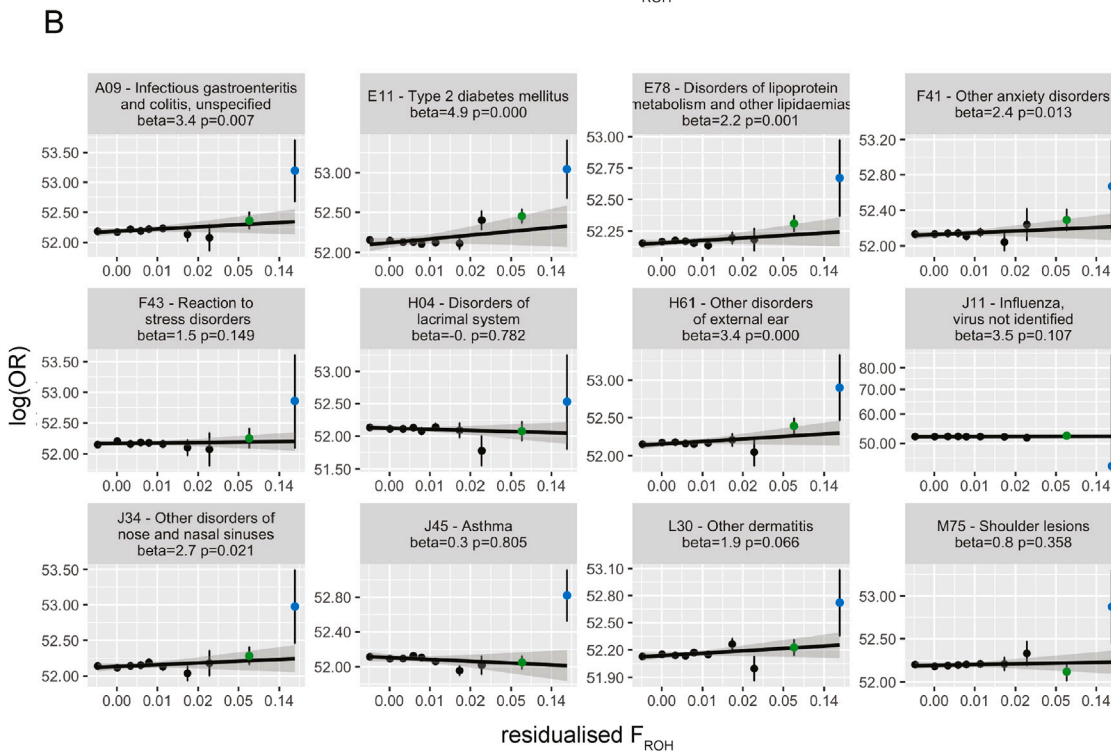 ROH
B
A09 - Infectious gastroenteritis
and colitis, unspecified
beta=3.4 p=0.007
E11 - Type 2 diabetes mellitus
beta=4.9 p=0.000
E78 - Disorders of lipoprotein
metabolism and other lipidaemias
beta=2.2 p=0.001
F41 - Other anxiety disorders
beta=2.4 p=0.013
53.50
53.00
52.50
52.00
53.00
52.50
52.00
53.00
52.75
52.50
52.25
53.20
52.80
52.40
52.00
0.00 0.01 0.02 0.05 0.14
0.00 0.01 0.02 0.05 0.14
0.00 0.01 0.02 0.05 0.14
0.00 0.01 0.02 0.05 0.14
F43 - Reaction to
stress disorders
beta=1.5 p=0.149
H04 - Disorders of
lacrimal system
beta=-0. p=0.782
H61 - Other disorders
of external ear
beta=3.4 p=0.000
J11 - Influenza,
virus not identified
beta=3.5 p=0.107
log(OR)
53.50
53.00
52.50
52.00
53.00
52.50
52.00
51.50
53.00
52.50
52.00
80.00
70.00
60.00
50.00
0.00 0.01 0.02 0.05 0.14
0.00 0.01 0.02 0.05 0.14
0.00 0.01 0.02 0.05 0.14
0.00 0.01 0.02 0.05 0.14
J34 - Other disorders of
nose and nasal sinuses
beta=2.7 p=0.021
J45 - Asthma
beta=0.3 p=0.805
L30 - Other dermatitis
beta=1.9 p=0.066
M75 - Shoulder lesions
beta=0.8 p=0.358
53.50
53.00
52.50
52.00
52.80
52.40
52.00
53.10
52.80
52.50
52.20
51.90
53.00
52.50
52.00
0.00 0.01 0.02 0.05 0.14
0.00 0.01 0.02 0.05 0.14
0.00 0.01 0.02 0.05 0.14
0.00 0.01 0.02 0.05 0.14
residualised F ROH